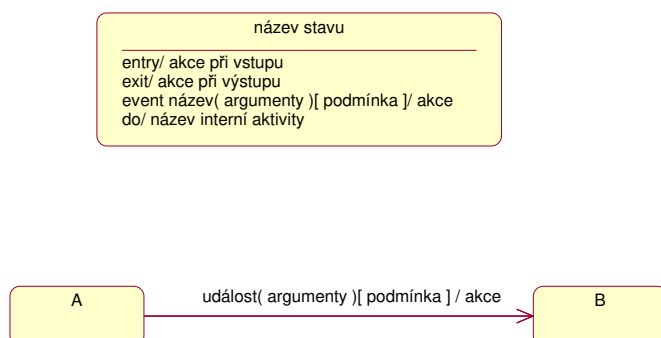 název stavu
entry/ akce při vstupu
exit/ akce při výstupu
event název( argumenty )[ podmínka ]/ akce
do/ název interní aktivity
A
událost( argumenty )[ podmínka ] / akce
B